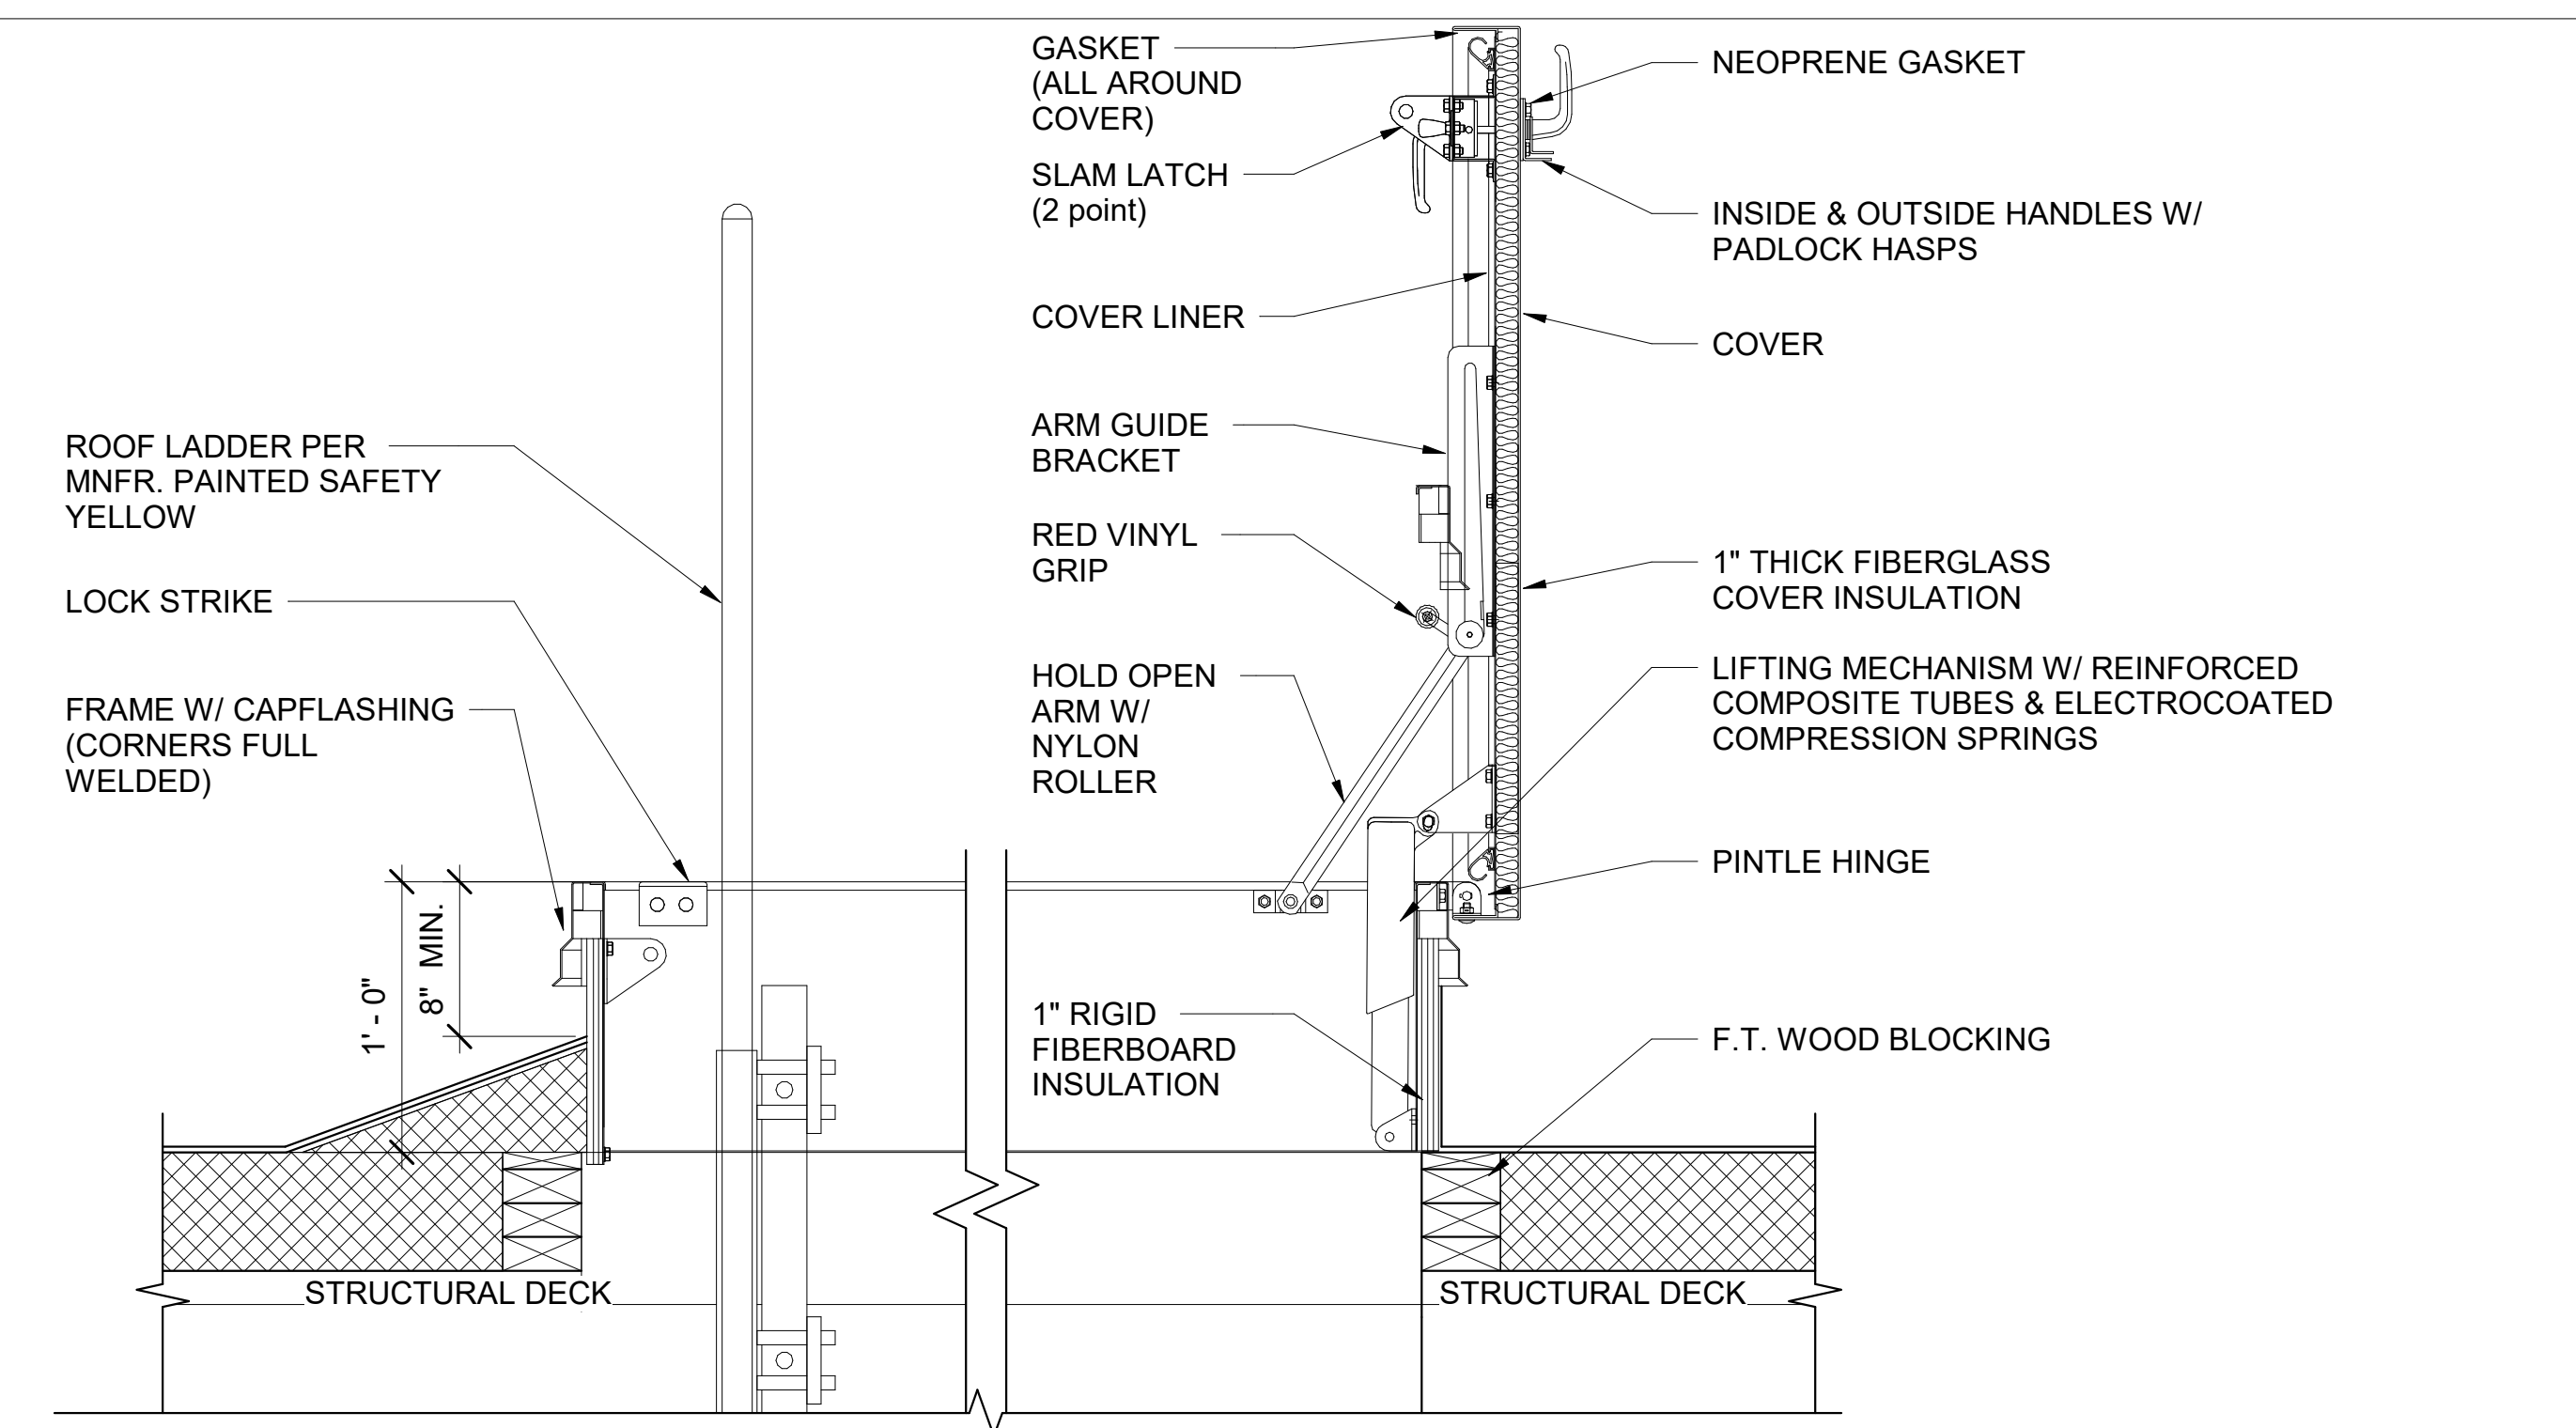 GASKET
(ALL AROUND
COVER)
SLAM LATCH
(2 point)
COVER LINER
ARM GUIDE
BRACKET
RED VINYL
GRIP
HOLD OPEN
ARM W/
NYLON
ROLLER
1" RIGID
FIBERBOARD
INSULATION
NEOPRENE GASKET
INSIDE & OUTSIDE HANDLES W/
PADLOCK HASPS
COVER
1" THICK FIBERGLASS
COVER INSULATION
LIFTING MECHANISM W/ REINFORCED
COMPOSITE TUBES & ELECTROCOATED
COMPRESSION SPRINGS
PINTLE HINGE
F.T. WOOD BLOCKING
ROOF LADDER PER
MNFR. PAINTED SAFETY
YELLOW
LOCK STRIKE
FRAME W/ CAPFLASHING
(CORNERS FULL
WELDED)
1' - 0"
8" MIN.
STRUCTURAL DECK
STRUCTURAL DECK